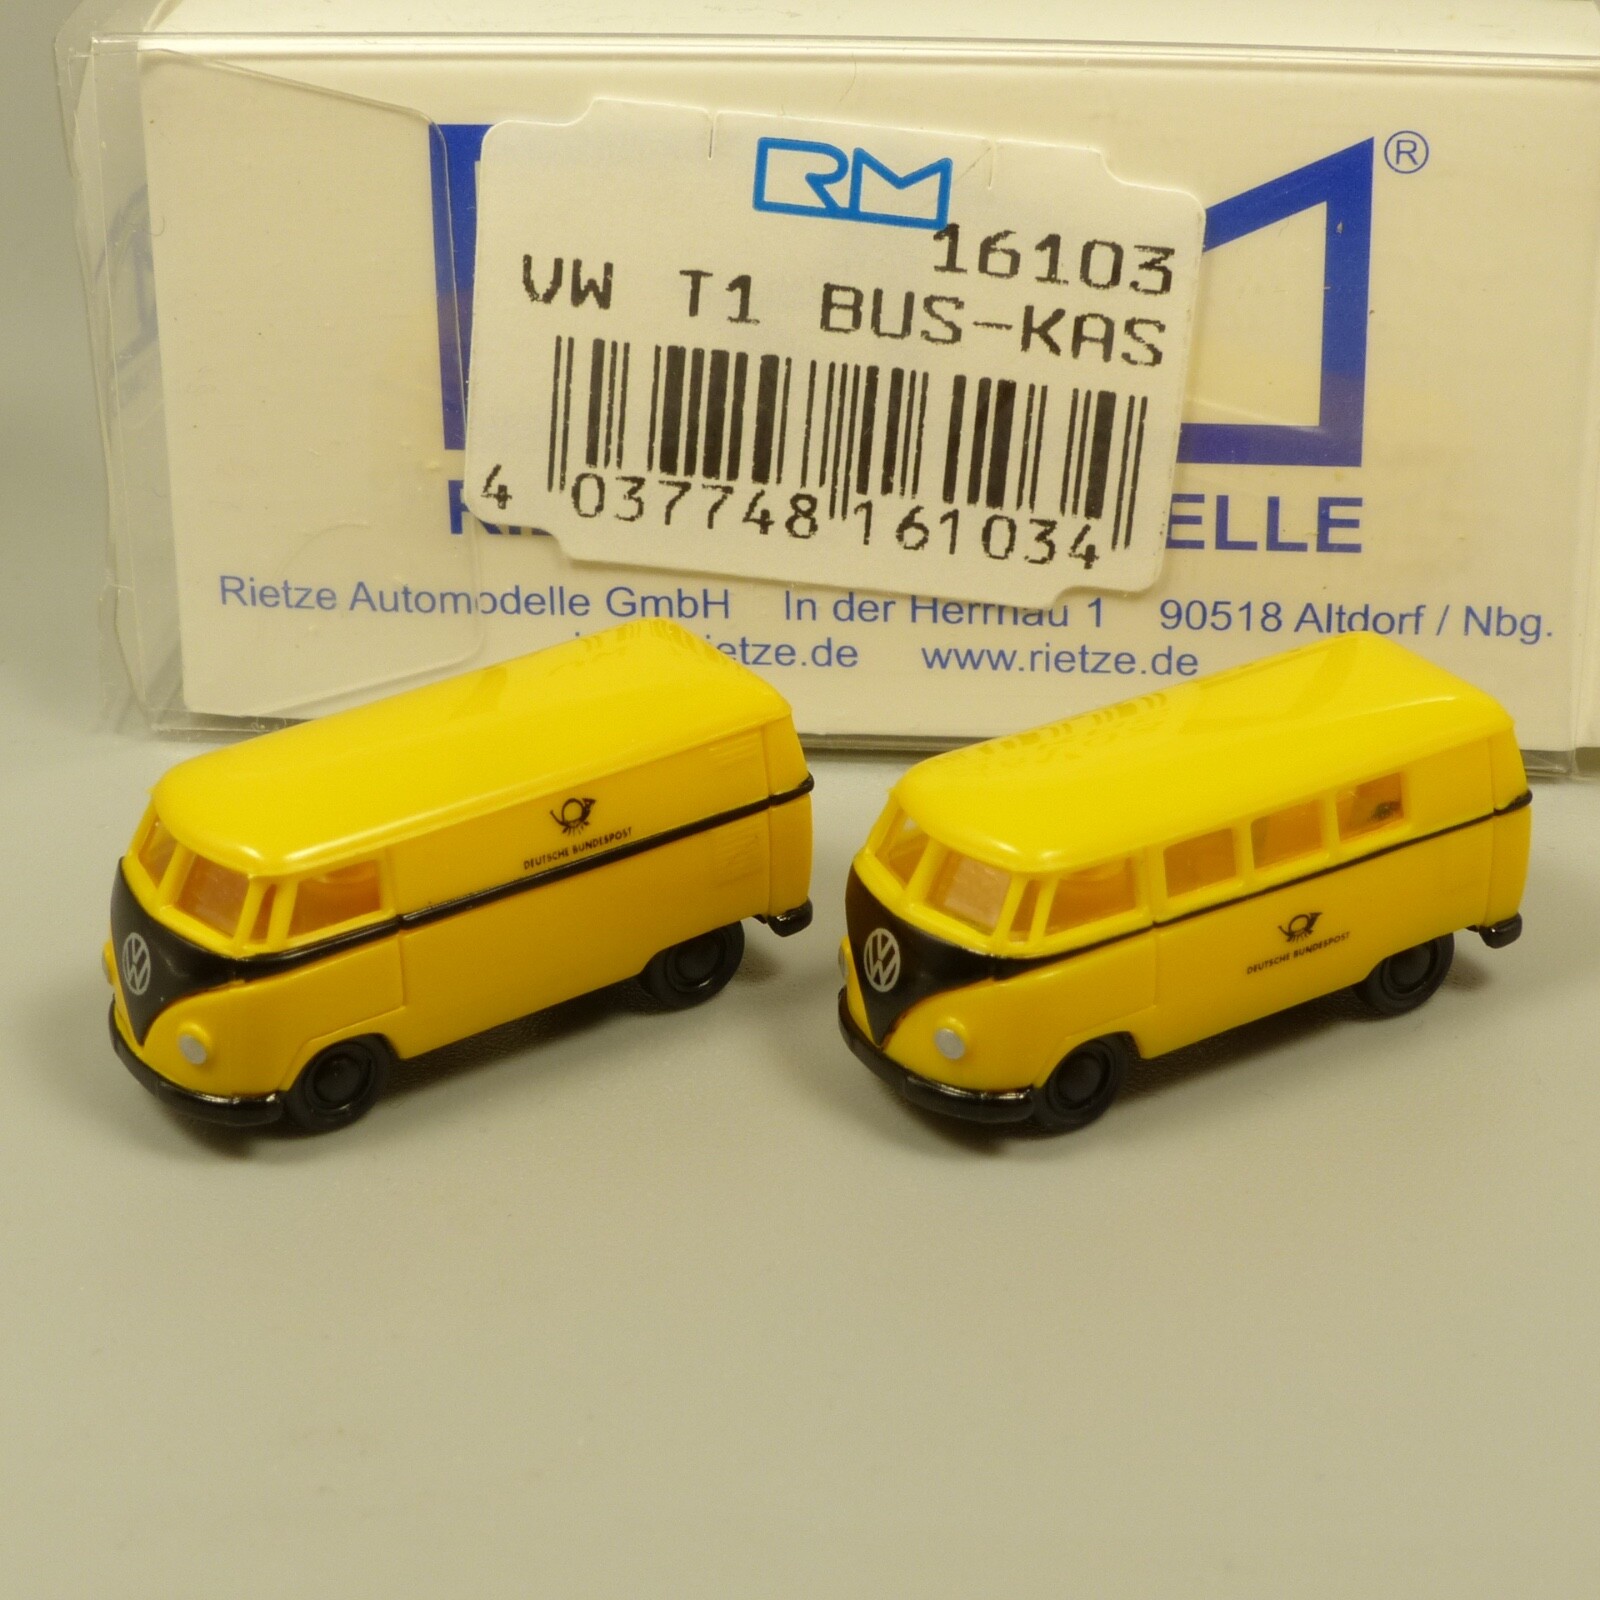 RM
16103
VW T1 BUS-KAS
4 037748 161034
®
ELLE
Rietze Automodelle GmbH In der Herrnau 1 90518 Altdorf / Nbg.
www.rietze.de
DEUTSCHE BUNDESPOST
DEUTSCHE BUNDESPOST